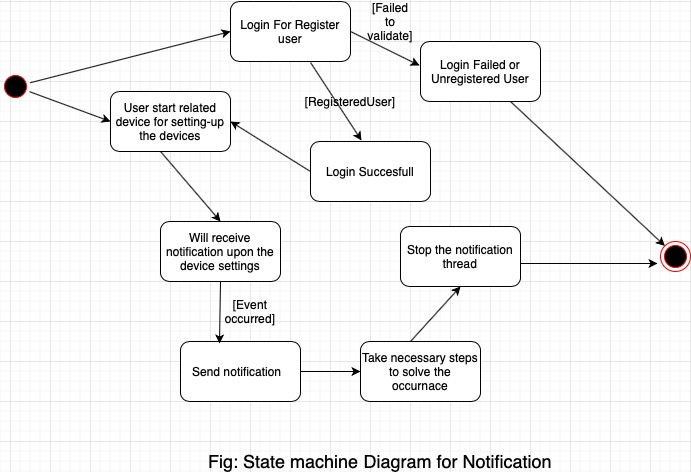 Login For Register
user
[Failed
to
validate]
Login Failed or
Unregistered User
User start related
device for setting-up
the devices
[RegisteredUser]
Login Succesfull
Will receive
notification upon the
device settings
Stop the notification
thread
[Event
occurred]
Send notification
Take necessary steps
to solve the
occurnace
Fig: State machine Diagram for Notification